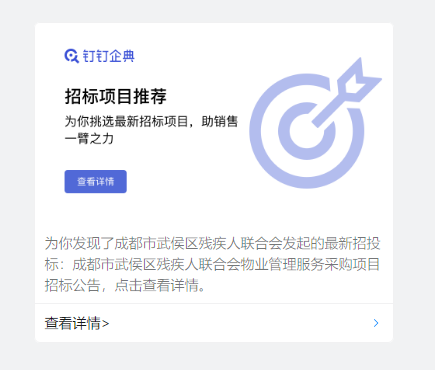 钉钉企典
招标项目推荐
为你挑选最新招标项目，助销售
一臂之力
查看详情
为你发现了成都市武侯区残疾人联合会发起的最新招投
标：成都市武侯区残疾人联合会物业管理服务采购项目
招标公告，点击查看详情。
查看详情>